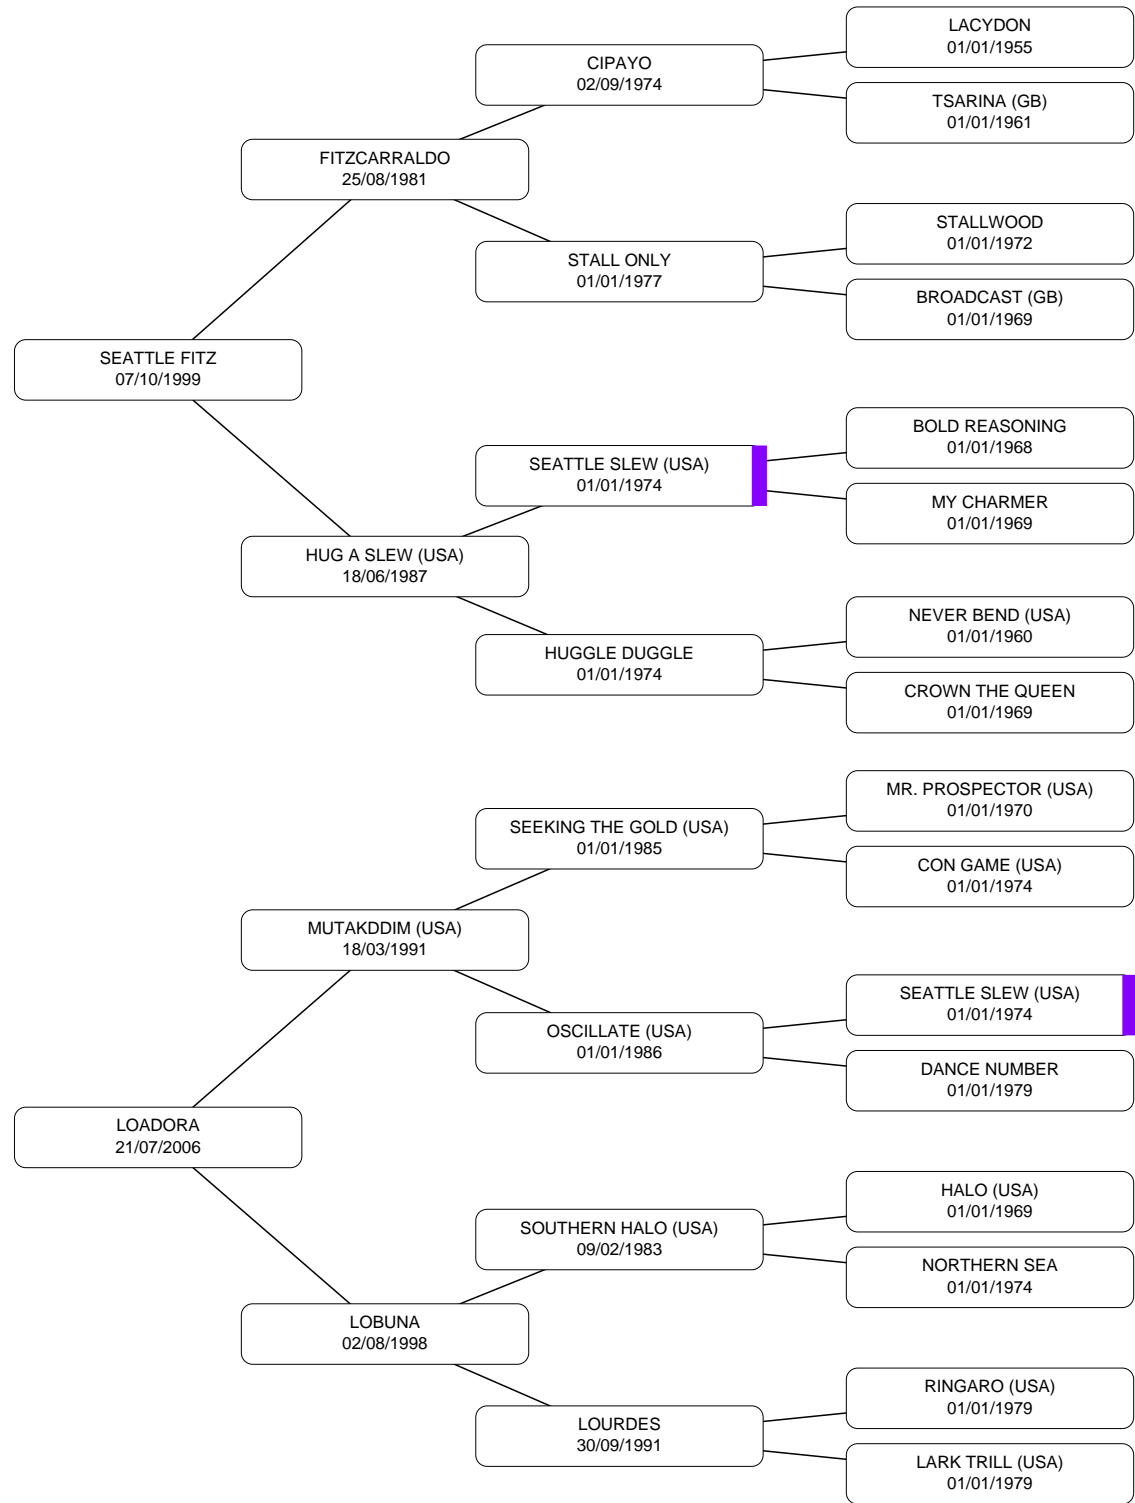 LACYDON
01/01/1955
CIPAYO
02/09/1974
TSARINA (GB)
01/01/1961
FITZCARRALDO
25/08/1981
STALLWOOD
01/01/1972
STALL ONLY
01/01/1977
BROADCAST (GB)
01/01/1969
SEATTLE FITZ
07/10/1999
BOLD REASONING
01/01/1968
SEATTLE SLEW (USA)
01/01/1974
MY CHARMER
01/01/1969
HUG A SLEW (USA)
18/06/1987
NEVER BEND (USA)
01/01/1960
HUGGLE DUGGLE
01/01/1974
CROWN THE QUEEN
01/01/1969
MR. PROSPECTOR (USA)
01/01/1970
SEEKING THE GOLD (USA)
01/01/1985
CON GAME (USA)
01/01/1974
MUTAKDDIM (USA)
18/03/1991
SEATTLE SLEW (USA)
01/01/1974
OSCILLATE (USA)
01/01/1986
DANCE NUMBER
01/01/1979
LOADORA
21/07/2006
HALO (USA)
01/01/1969
SOUTHERN HALO (USA)
09/02/1983
NORTHERN SEA
01/01/1974
LOBUNA
02/08/1998
RINGARO (USA)
01/01/1979
LOURDES
30/09/1991
LARK TRILL (USA)
01/01/1979